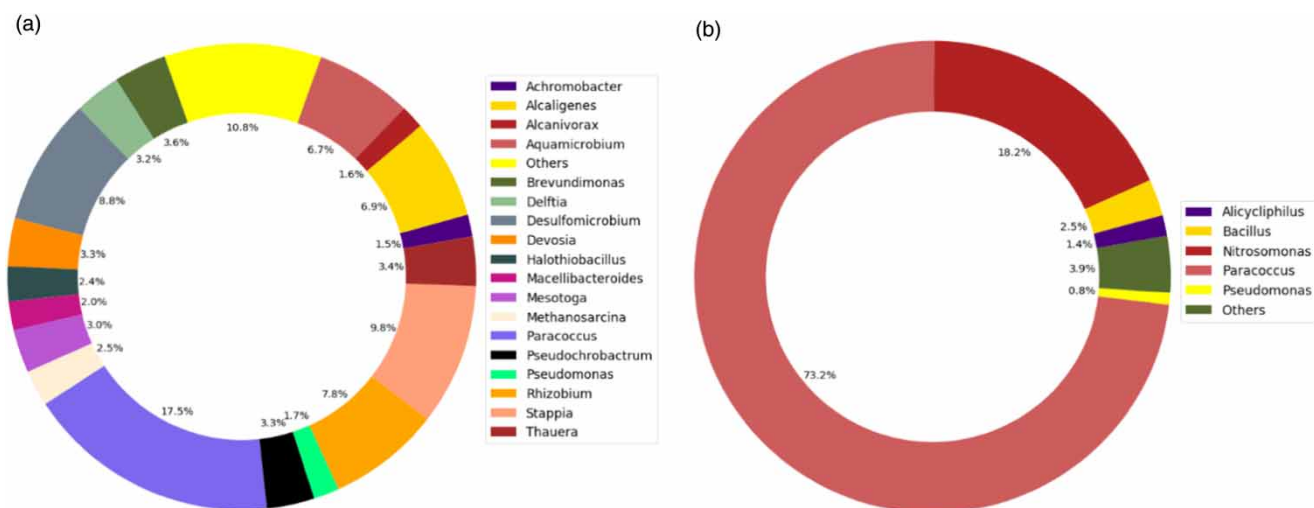 (a)
10.8%
6.7%
1.6%
6.9%
1.5%
3.4%
9.8%
7.8%
1.7%
3.3%
17.5%
2.5%
3.0%
2.0%
2.4%
3.3%
8.8%
3.2%
3.6%
Achromobacter
Alcaligenes
Alcanivorax
Aquamicrobium
Others
Brevundimonas
Delftia
Desulfomicrobium
Devosia
Halothiobacillus
Macellibacteroides
Mesotoga
Methanosarcina
Paracoccus
Pseudochrobactrum
Pseudomonas
Rhizobium
Stappia
Thauera
(b)
18.2%
2.5%
1.4%
3.9%
0.8%
73.2%
Alicycliphilus
Bacillus
Nitrosomonas
Paracoccus
Pseudomonas
Others